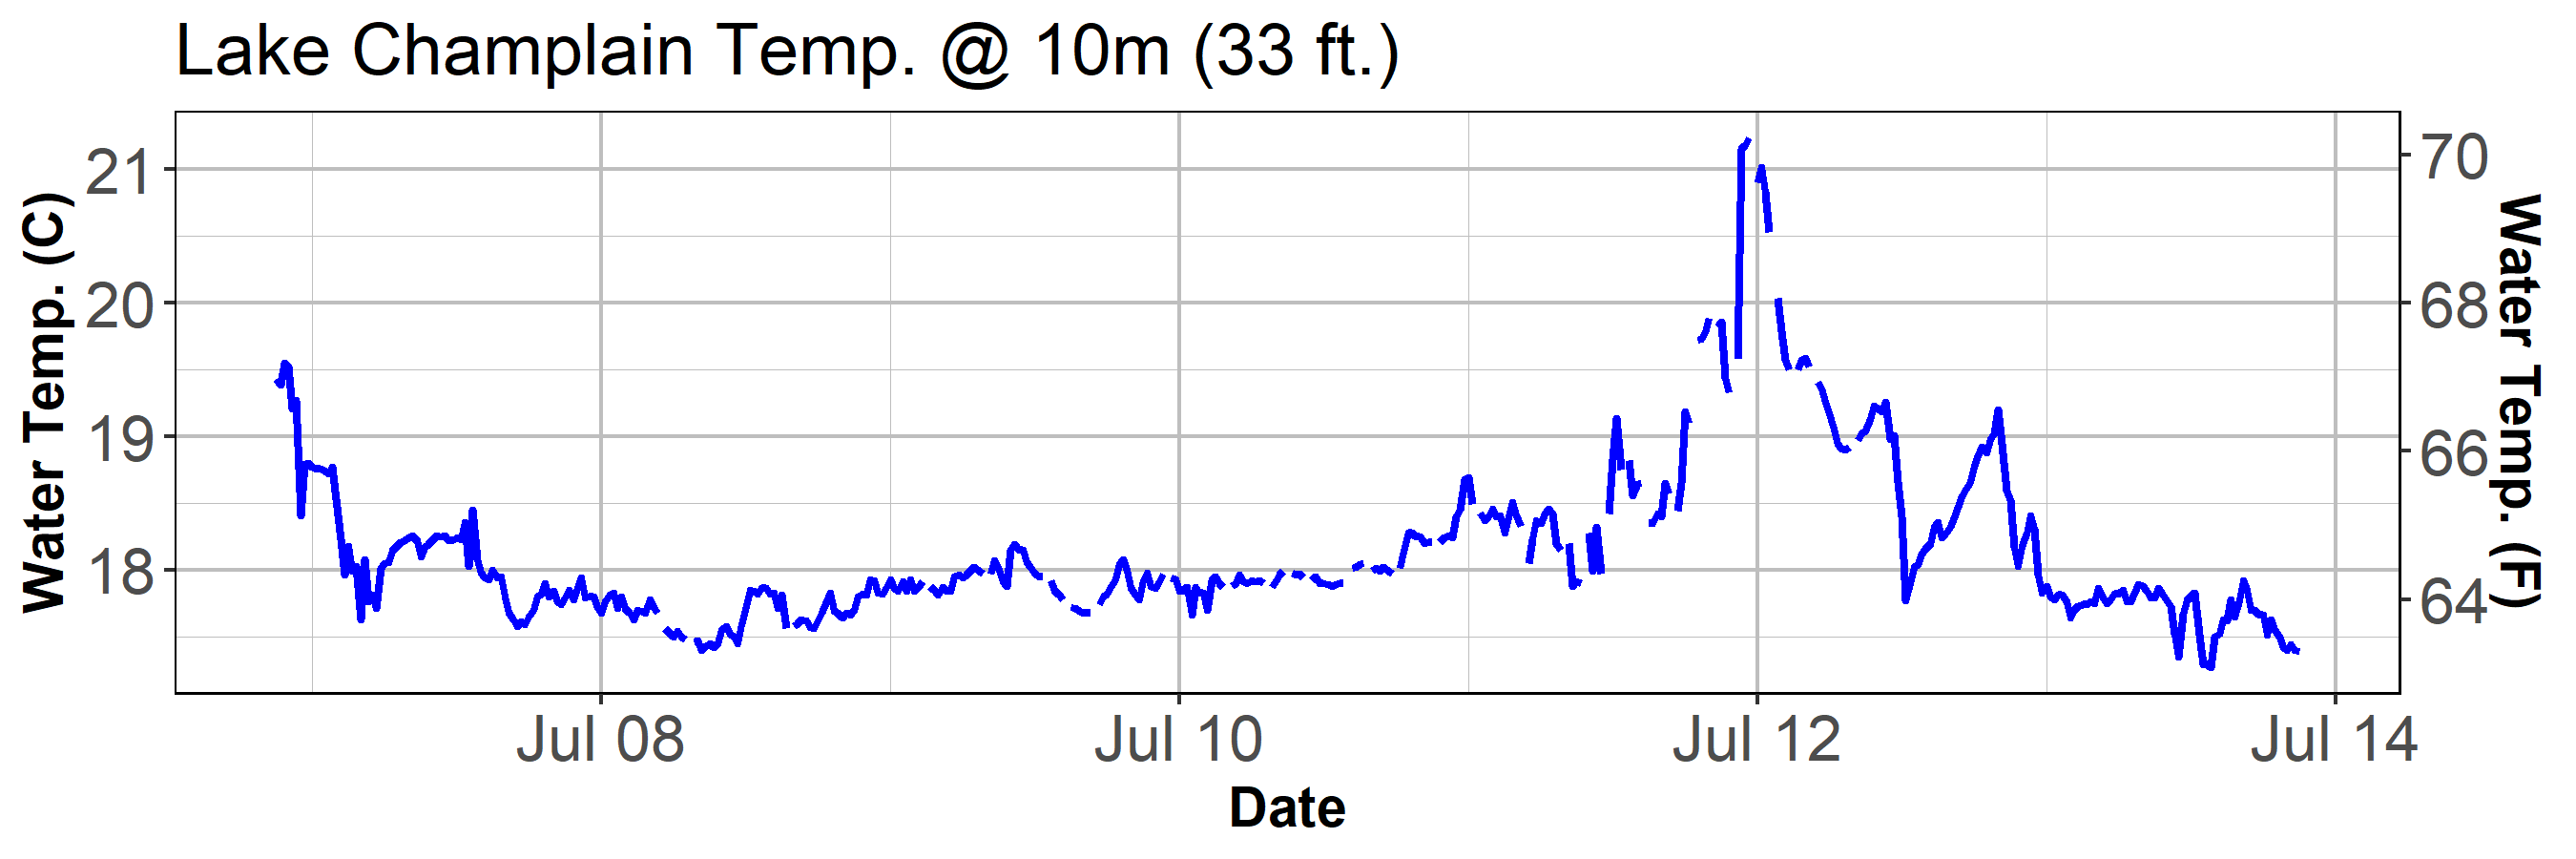 Lake Champlain Temp. @ 10m (33 ft.)
Water Temp. (C)
21
20
19
18
70
68
66
64
Water Temp. (F)
Jul 08
Jul 10
Jul 12
Jul 14
Date